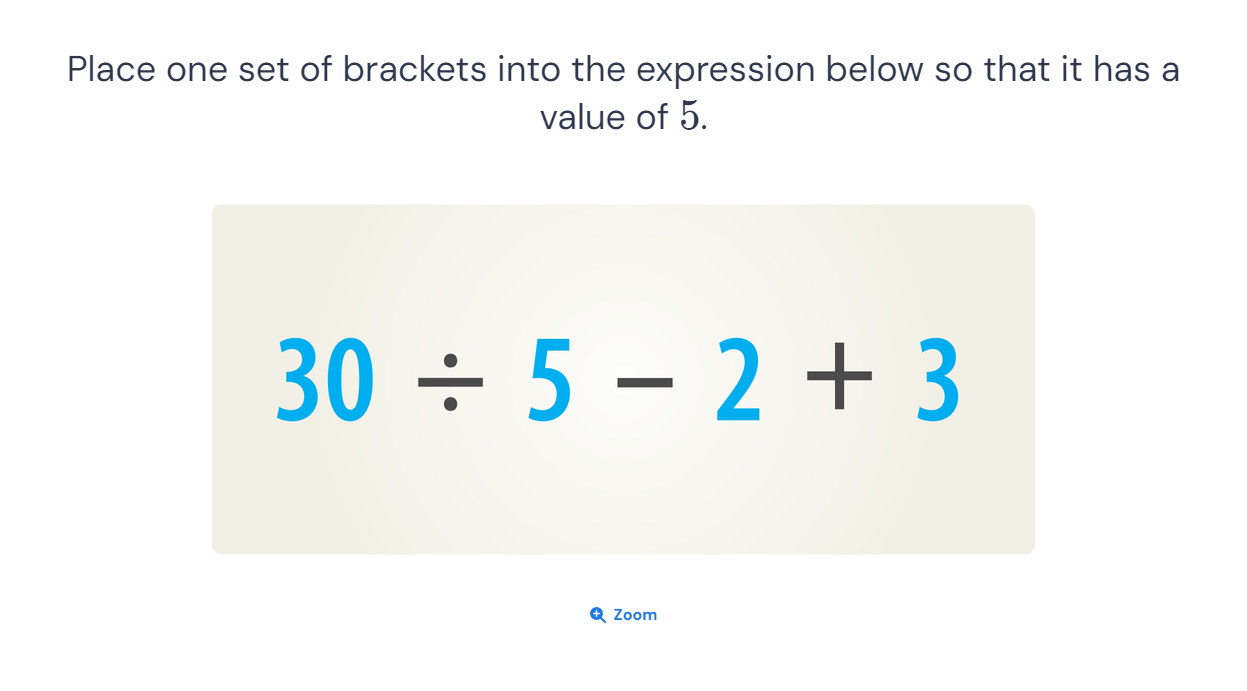 Place one set of brackets into the expression below so that it has a
value of 5.
30 ÷ 5 − 2 + 3
Zoom